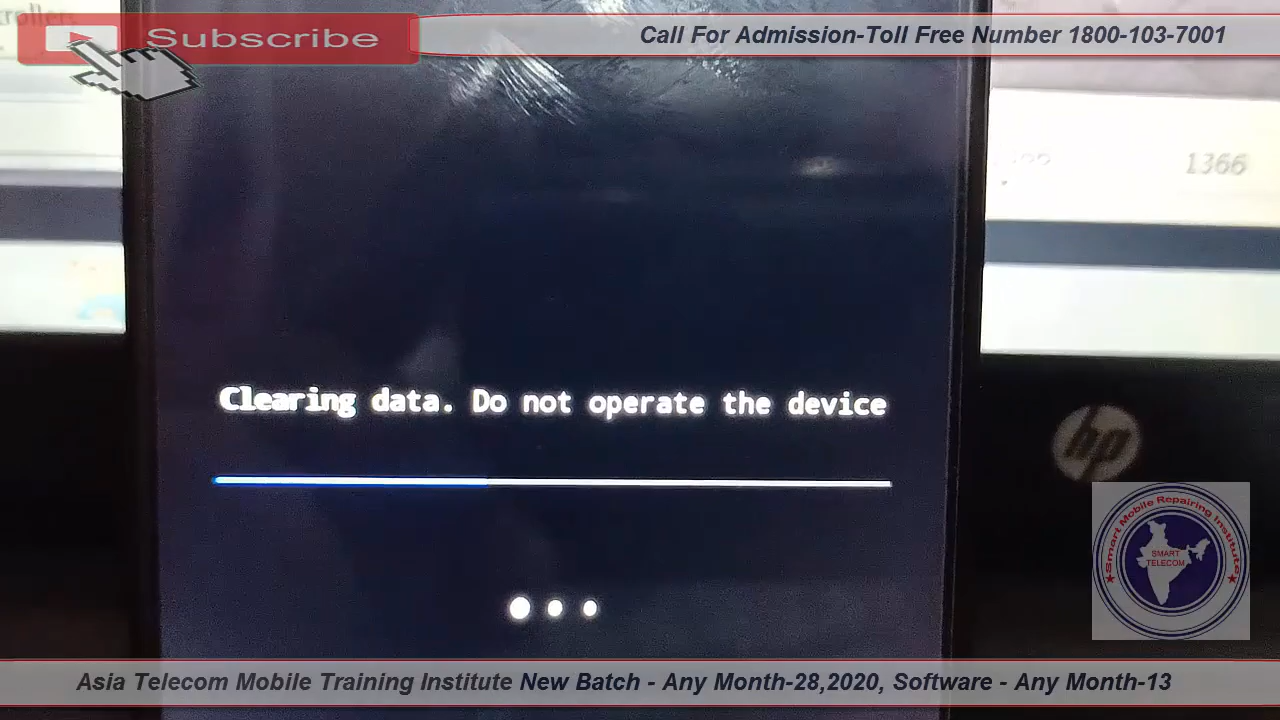 Subscribe
Call For Admission-Toll Free Number 1800-103-7001
1366
Clearing data. Do not operate the device
hp
Smart Mobile Repairing Institute
SMART
TELECOM
Asia Telecom Mobile Training Institute New Batch - Any Month-28,2020, Software - Any Month-13